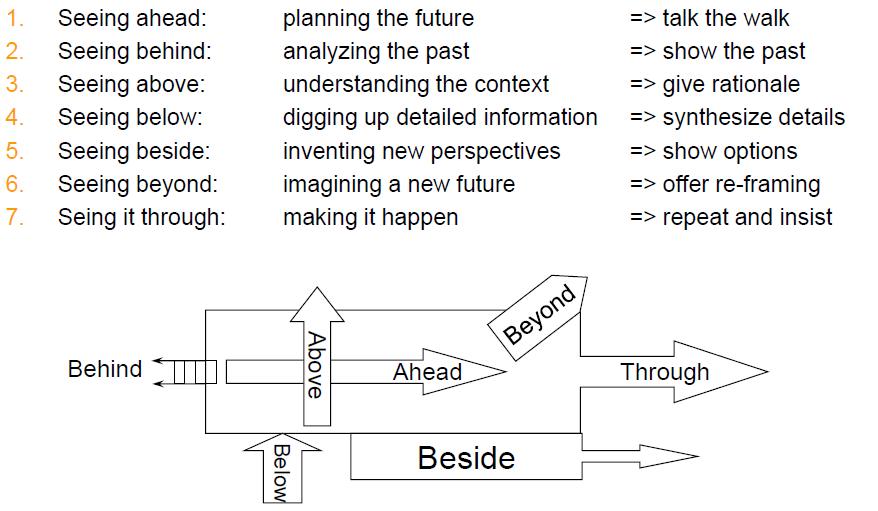 1. Seeing ahead: planning the future => talk the walk
2. Seeing behind: analyzing the past => show the past
3. Seeing above: understanding the context => give rationale
4. Seeing below: digging up detailed information => synthesize details
5. Seeing beside: inventing new perspectives => show options
6. Seeing beyond: imagining a new future => offer re-framing
7. Seing it through: making it happen => repeat and insist
Beyond
Above
Behind
Ahead
Through
Below
Beside